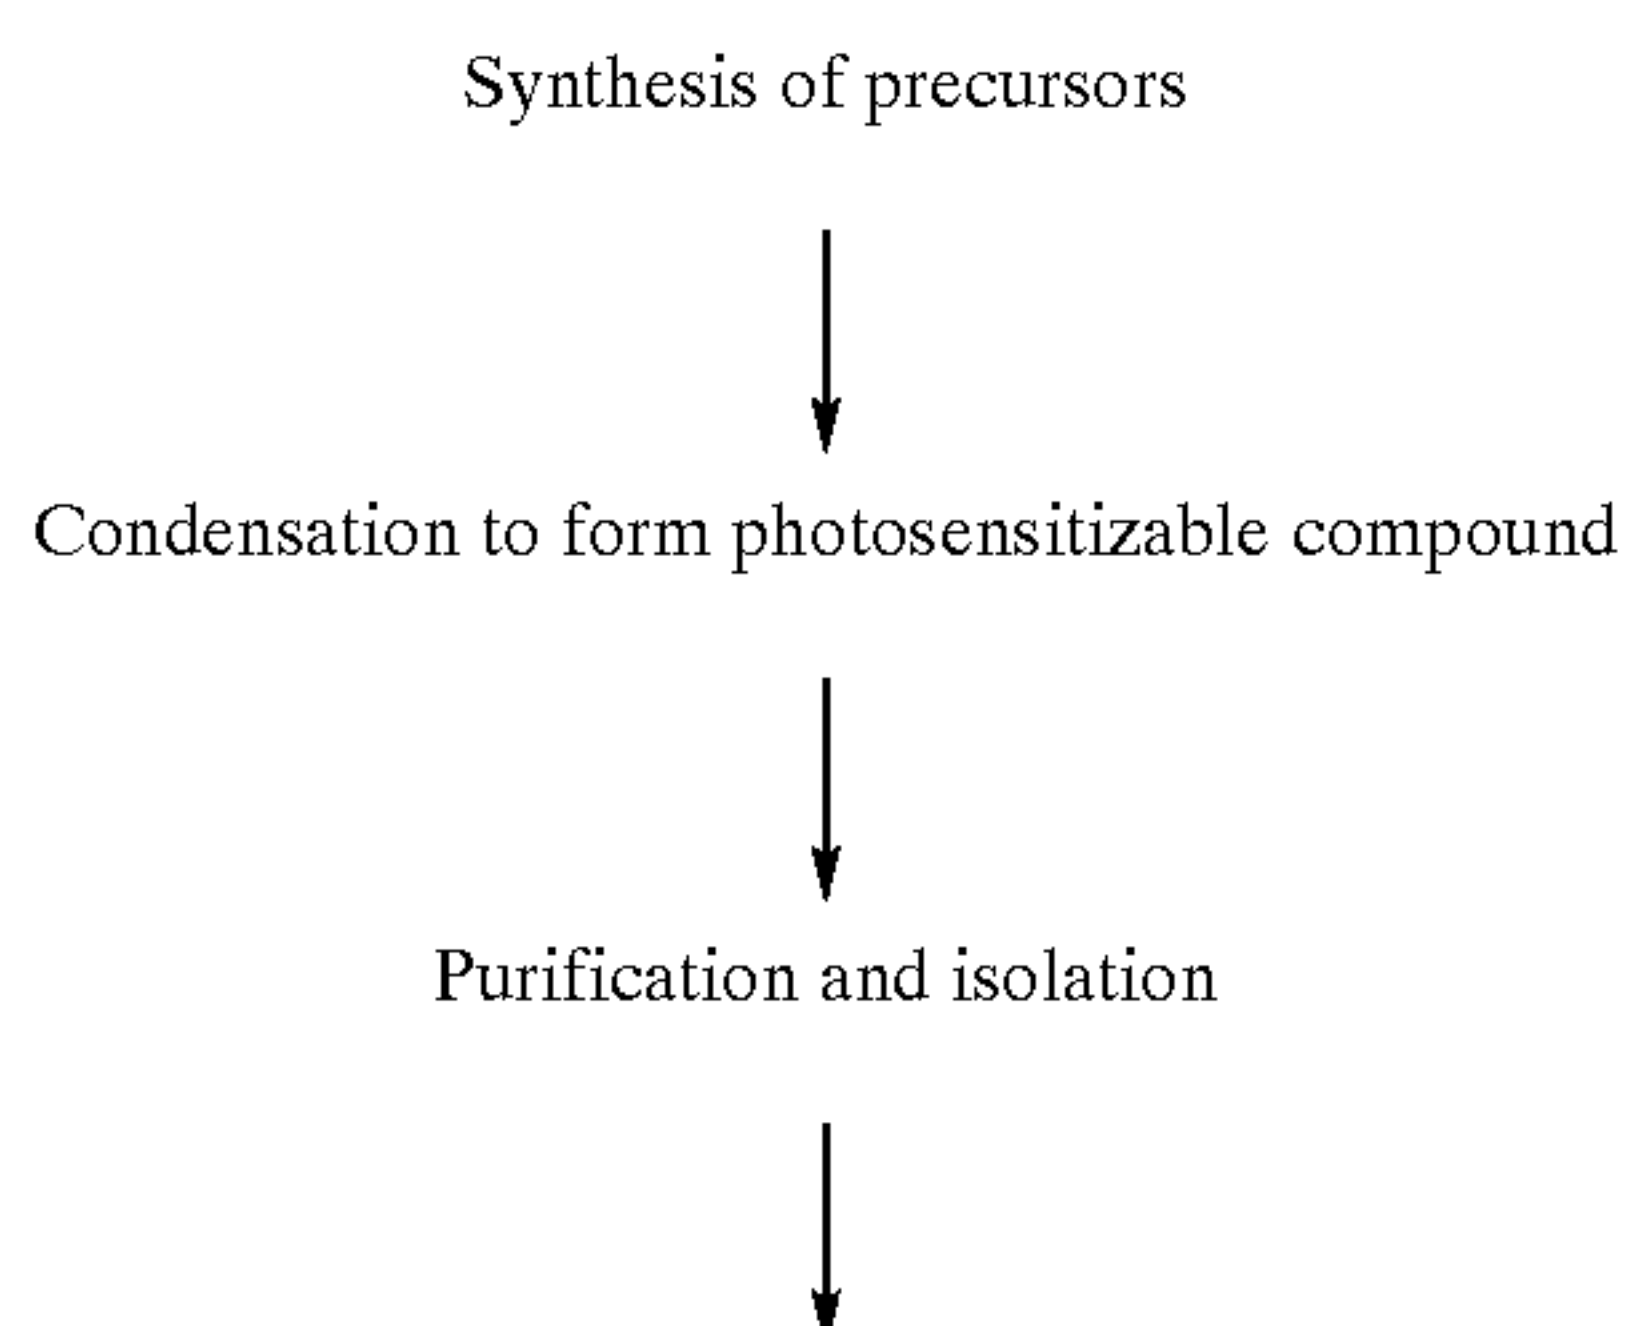 Synthesis of precursors
Condensation to form photosensitizable compound
Purification and isolation